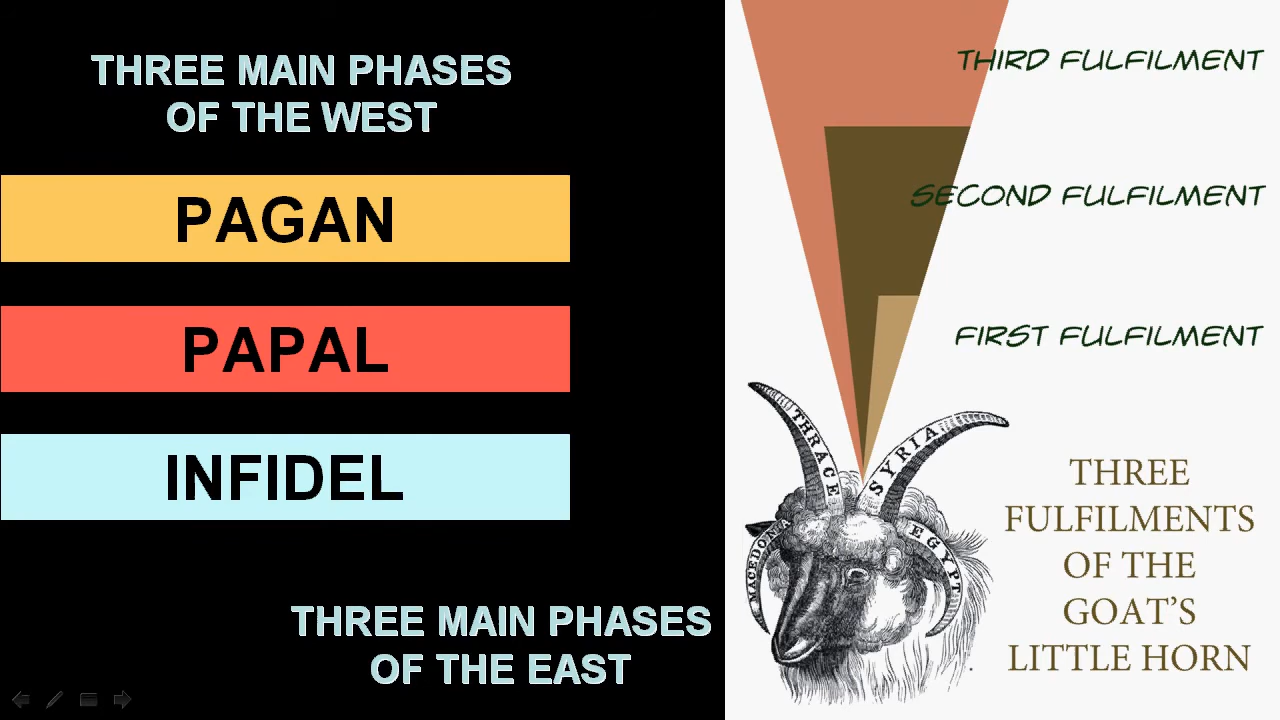 THREE MAIN PHASES
OF THE WEST
PAGAN
PAPAL
INFIDEL
THREE MAIN PHASES
OF THE EAST
THIRD FULFILMENT
SECOND FULFILMENT
FIRST FULFILMENT
THRACE
SYRIA
MACEDONIA
EGYPT
THREE
FULFILMENTS
OF THE
GOAT'S
LITTLE HORN